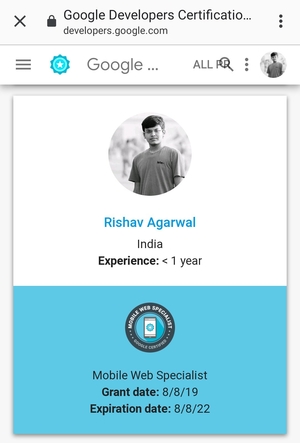 Google Developers Certificatio...
developers.google.com
Google ...
ALL PR
Rishav Agarwal
India
Experience: < 1 year
MOBILE WEB SPECIALIST
GOOGLE CERTIFIED
Mobile Web Specialist
Grant date: 8/8/19
Expiration date: 8/8/22